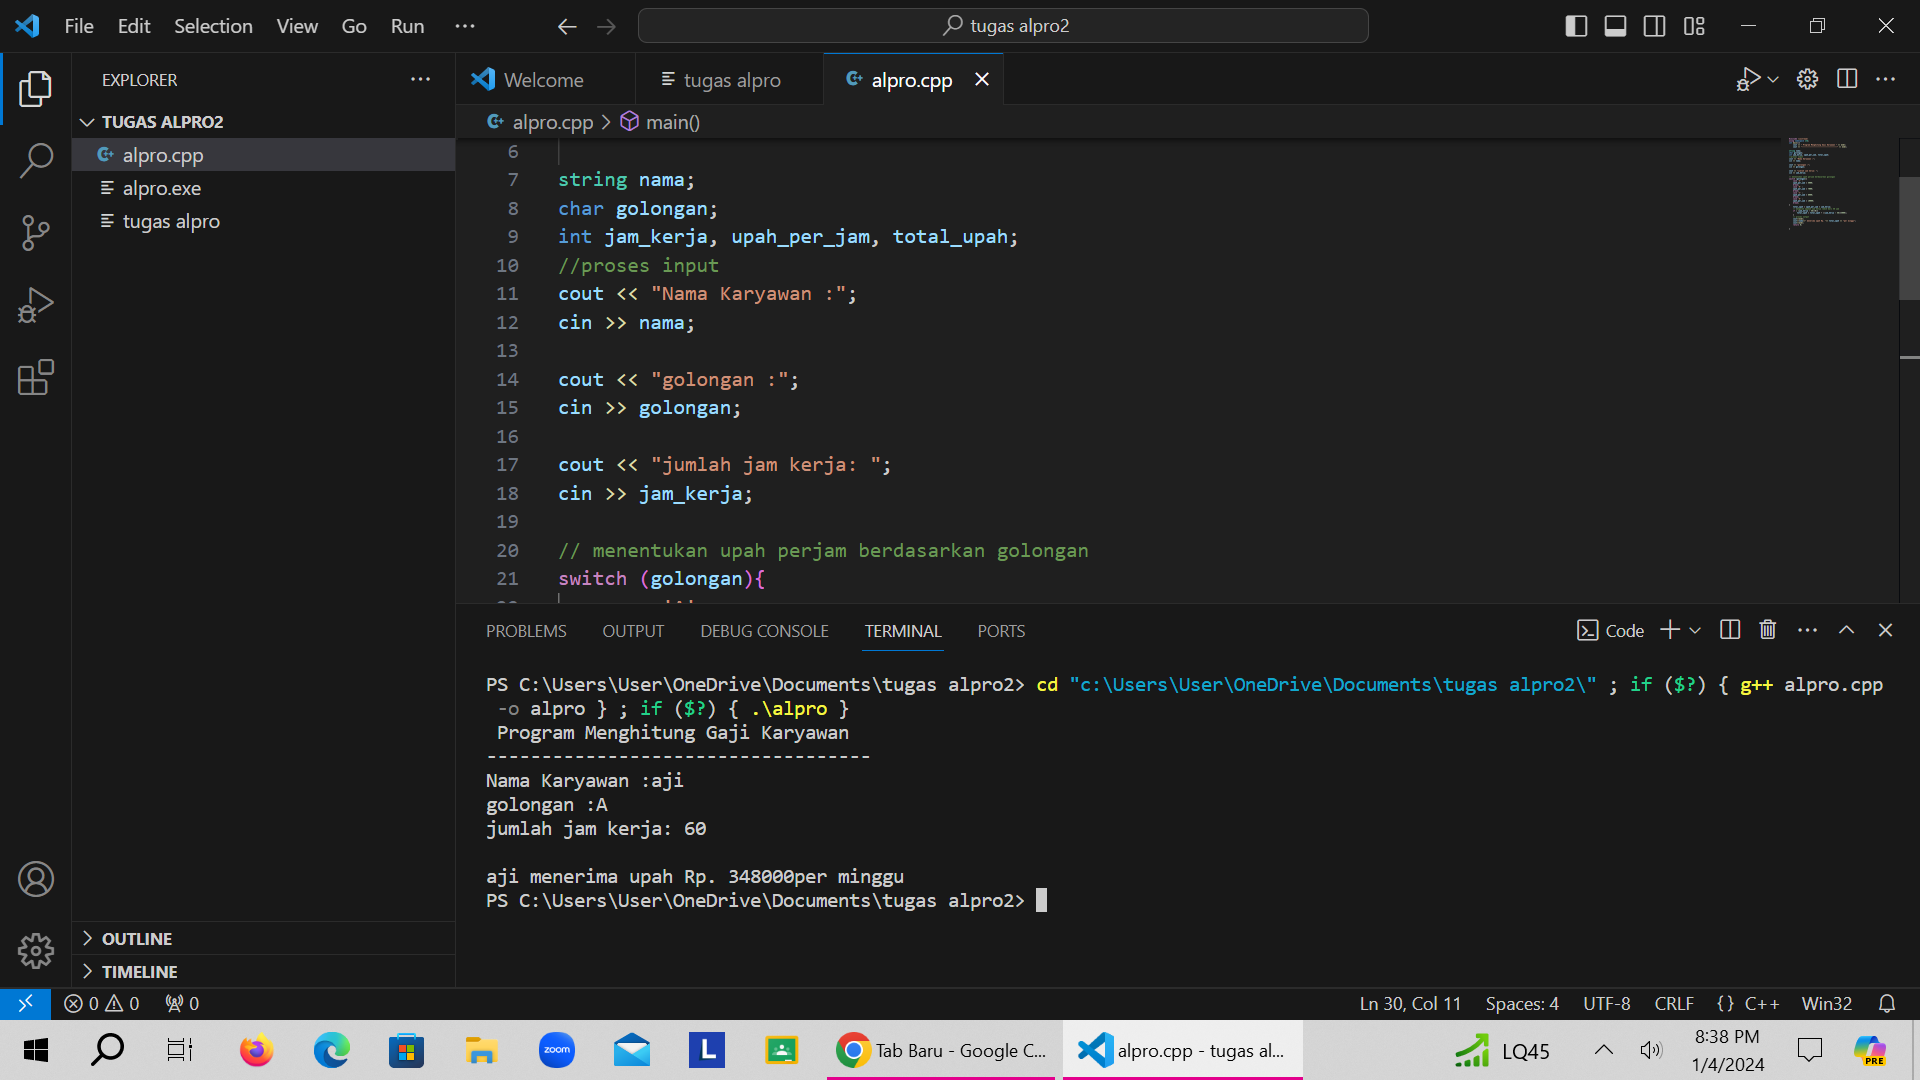 File Edit Selection View Go Run
tugas alpro2
EXPLORER
TUGAS ALPRO2
alpro.cpp
alpro.exe
tugas alpro
OUTLINE
TIMELINE
Welcome tugas alpro alpro.cpp
alpro.cpp > main()
6
7 string nama;
8 char golongan;
9 int jam_kerja, upah_per_jam, total_upah;
10 //proses input
11 cout << "Nama Karyawan :";
12 cin >> nama;
13
14 cout << "golongan :";
15 cin >> golongan;
16
17 cout << "jumlah jam kerja: ";
18 cin >> jam_kerja;
19
20 // menentukan upah perjam berdasarkan golongan
21 switch (golongan){
PROBLEMS OUTPUT DEBUG CONSOLE TERMINAL PORTS
Code
PS C:\Users\User\OneDrive\Documents\tugas alpro2> cd "c:\Users\User\OneDrive\Documents\tugas alpro2\" ; if ($?) { g++ alpro.cpp
-o alpro } ; if ($?) { .\alpro }
Program Menghitung Gaji Karyawan
-----------------------------------
Nama Karyawan :aji
golongan :A
jumlah jam kerja: 60
aji menerima upah Rp. 348000per minggu
PS C:\Users\User\OneDrive\Documents\tugas alpro2>
0 0 0
Ln 30, Col 11 Spaces: 4 UTF-8 CRLF {} C++ Win32
zoom
L
Tab Baru - Google C...
alpro.cpp - tugas al...
LQ45
8:38 PM
1/4/2024
PRE